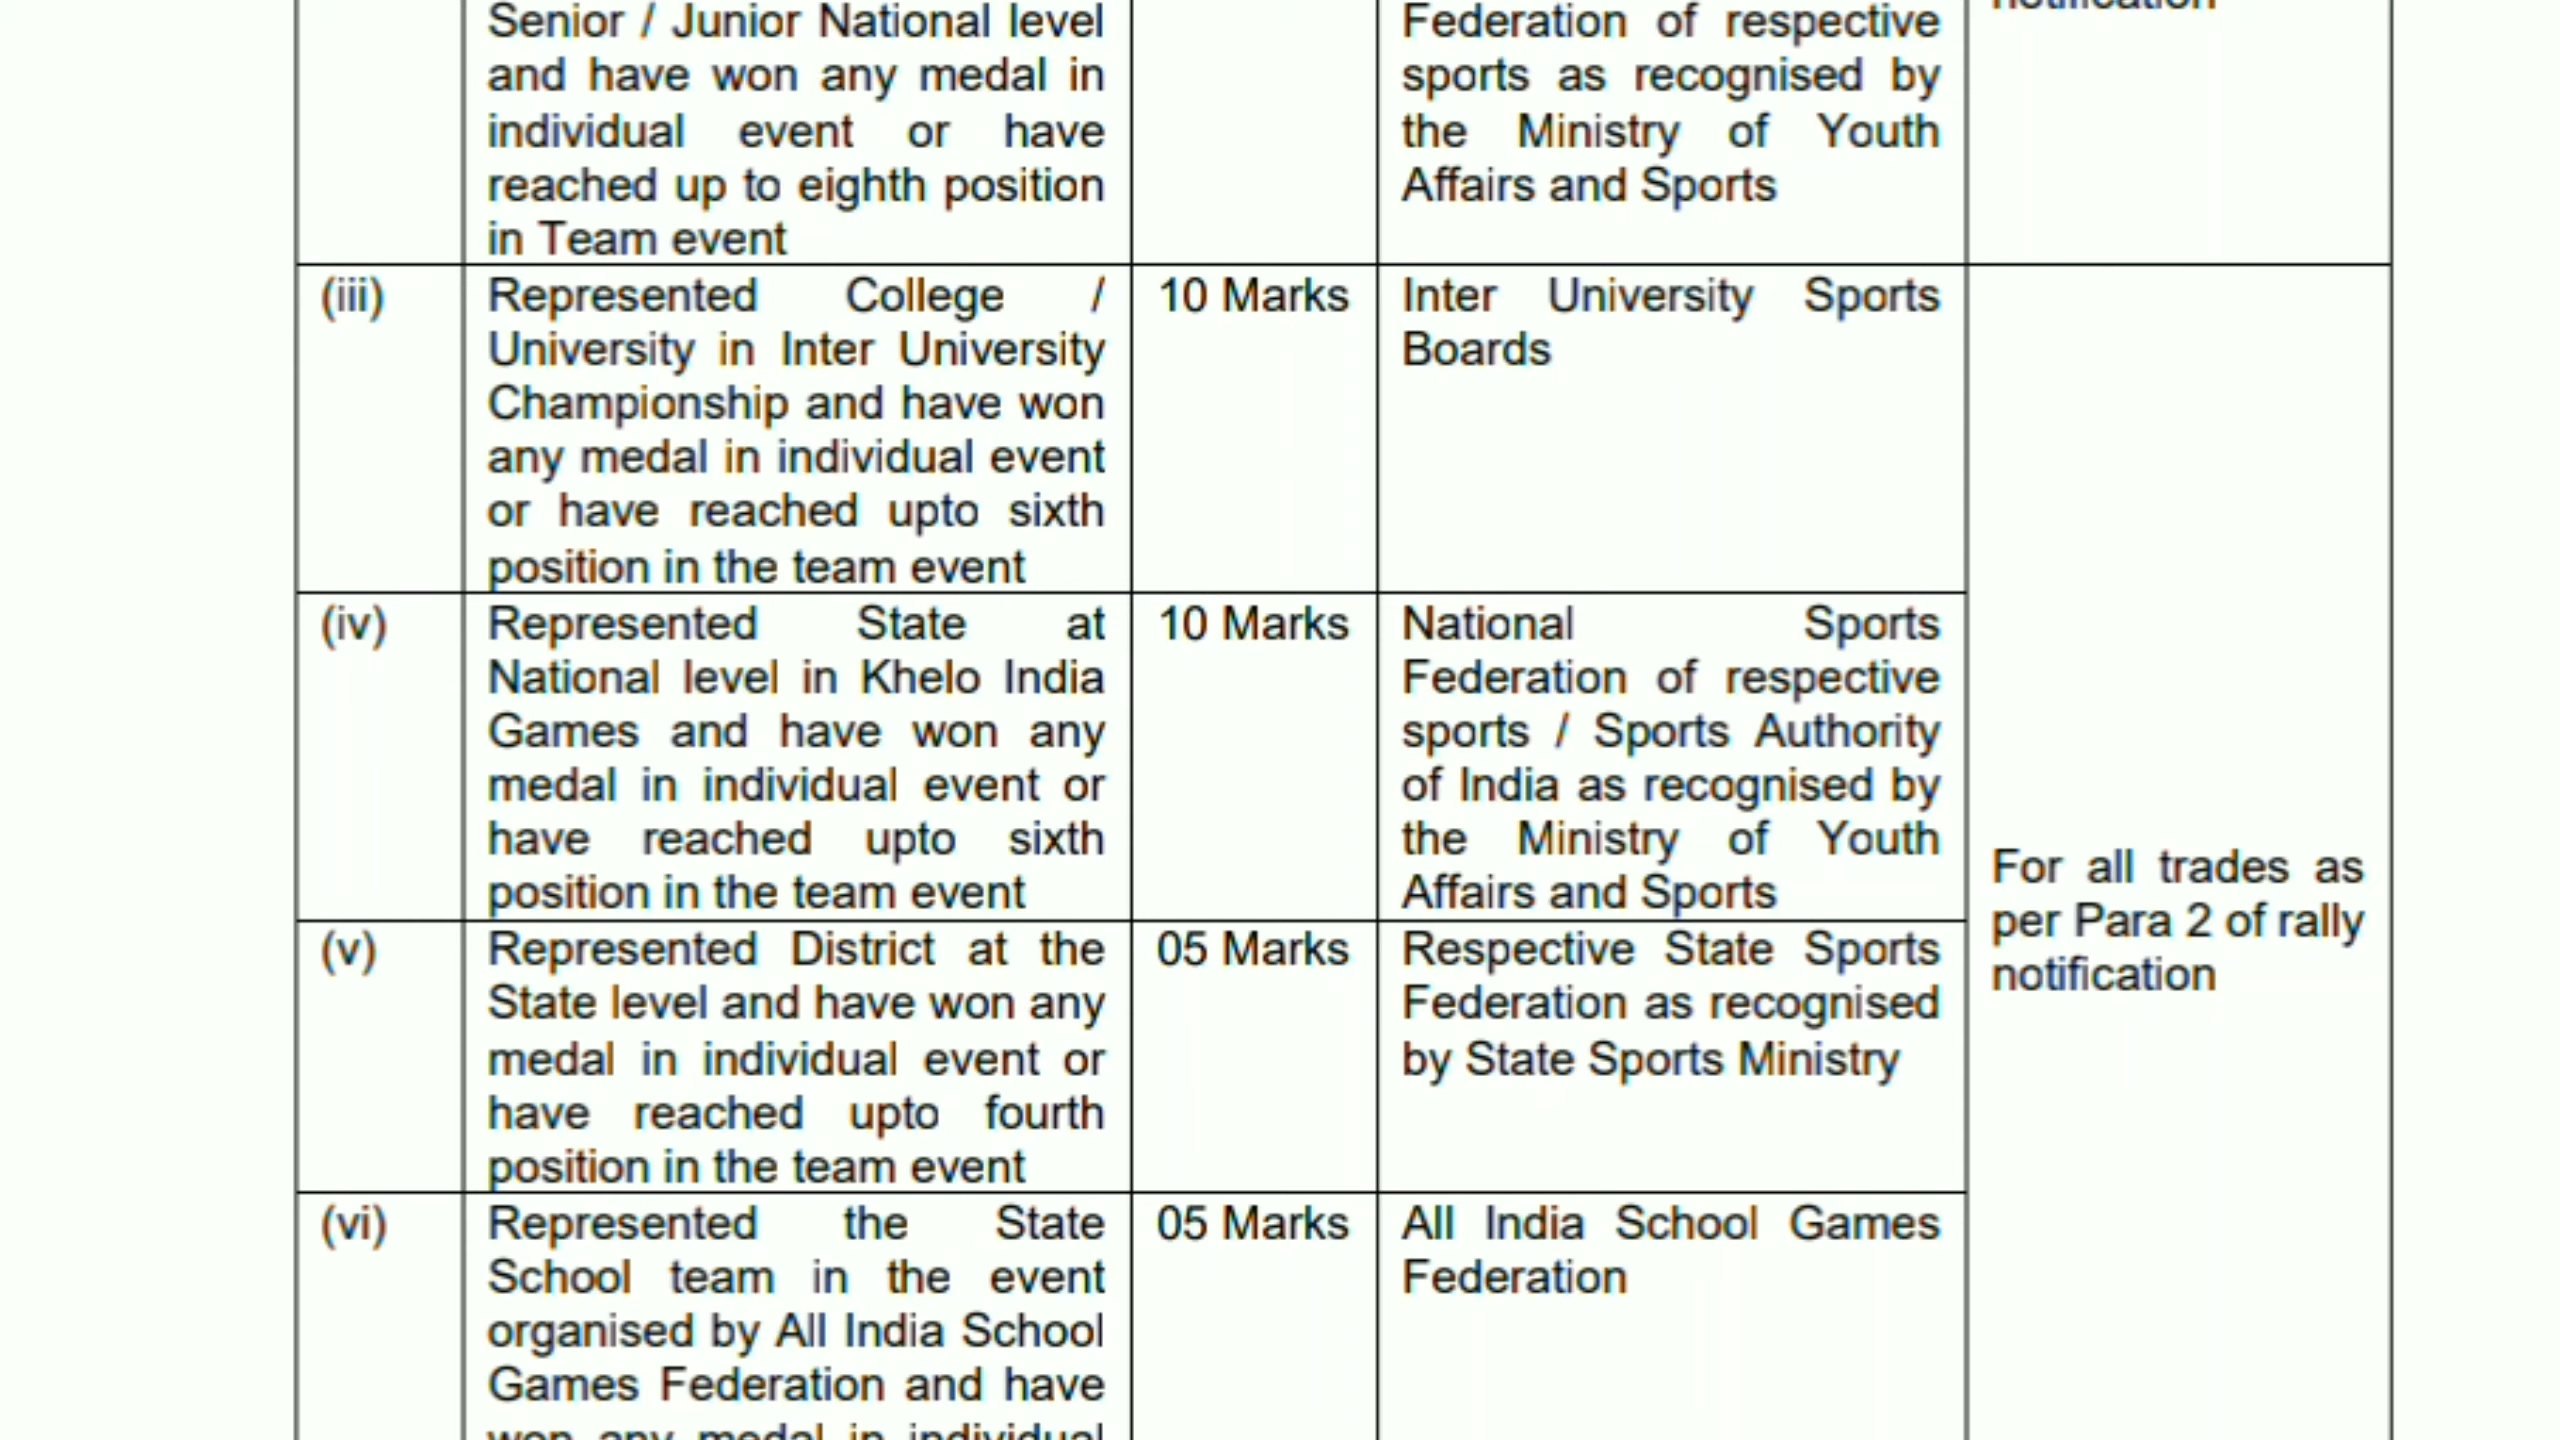 Senior / Junior National level
and have won any medal in
individual event or have
reached up to eighth position
in Team event
Federation of respective
sports as recognised by
the Ministry of Youth
Affairs and Sports
notification
(iii)
Represented College /
University in Inter University
Championship and have won
any medal in individual event
or have reached upto sixth
position in the team event
10 Marks
Inter University Sports
Boards
(iv)
Represented State at
National level in Khelo India
Games and have won any
medal in individual event or
have reached upto sixth
position in the team event
10 Marks
National Sports
Federation of respective
sports / Sports Authority
of India as recognised by
the Ministry of Youth
Affairs and Sports
For all trades as
per Para 2 of rally
notification
(v)
Represented District at the
State level and have won any
medal in individual event or
have reached upto fourth
position in the team event
05 Marks
Respective State Sports
Federation as recognised
by State Sports Ministry
(vi)
Represented the State
School team in the event
organised by All India School
Games Federation and have
won any medal in individual
05 Marks
All India School Games
Federation